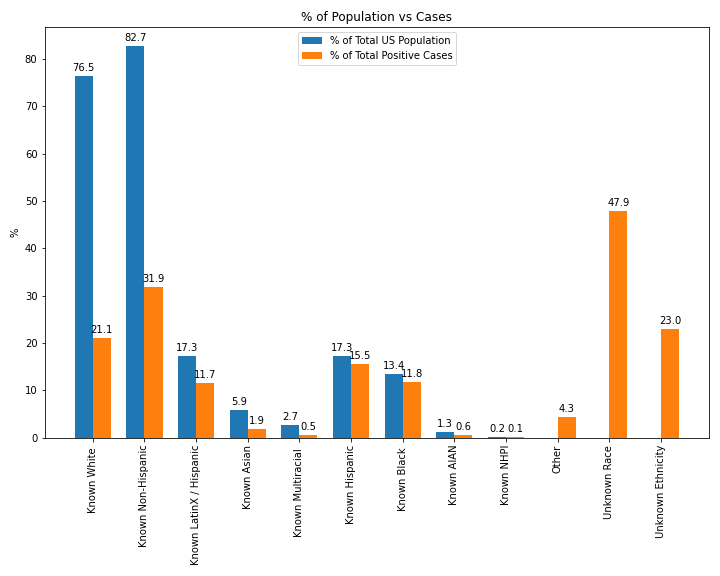 % of Population vs Cases
% of Total US Population
% of Total Positive Cases
%
80
70
60
50
40
30
20
10
0
76.5
21.1
82.7
31.9
17.3
11.7
5.9
1.9
2.7
0.5
17.3
15.5
13.4
11.8
1.3
0.6
0.2
0.1
4.3
47.9
23.0
Known White
Known Non-Hispanic
Known LatinX / Hispanic
Known Asian
Known Multiracial
Known Hispanic
Known Black
Known AIAN
Known NHPI
Other
Unknown Race
Unknown Ethnicity